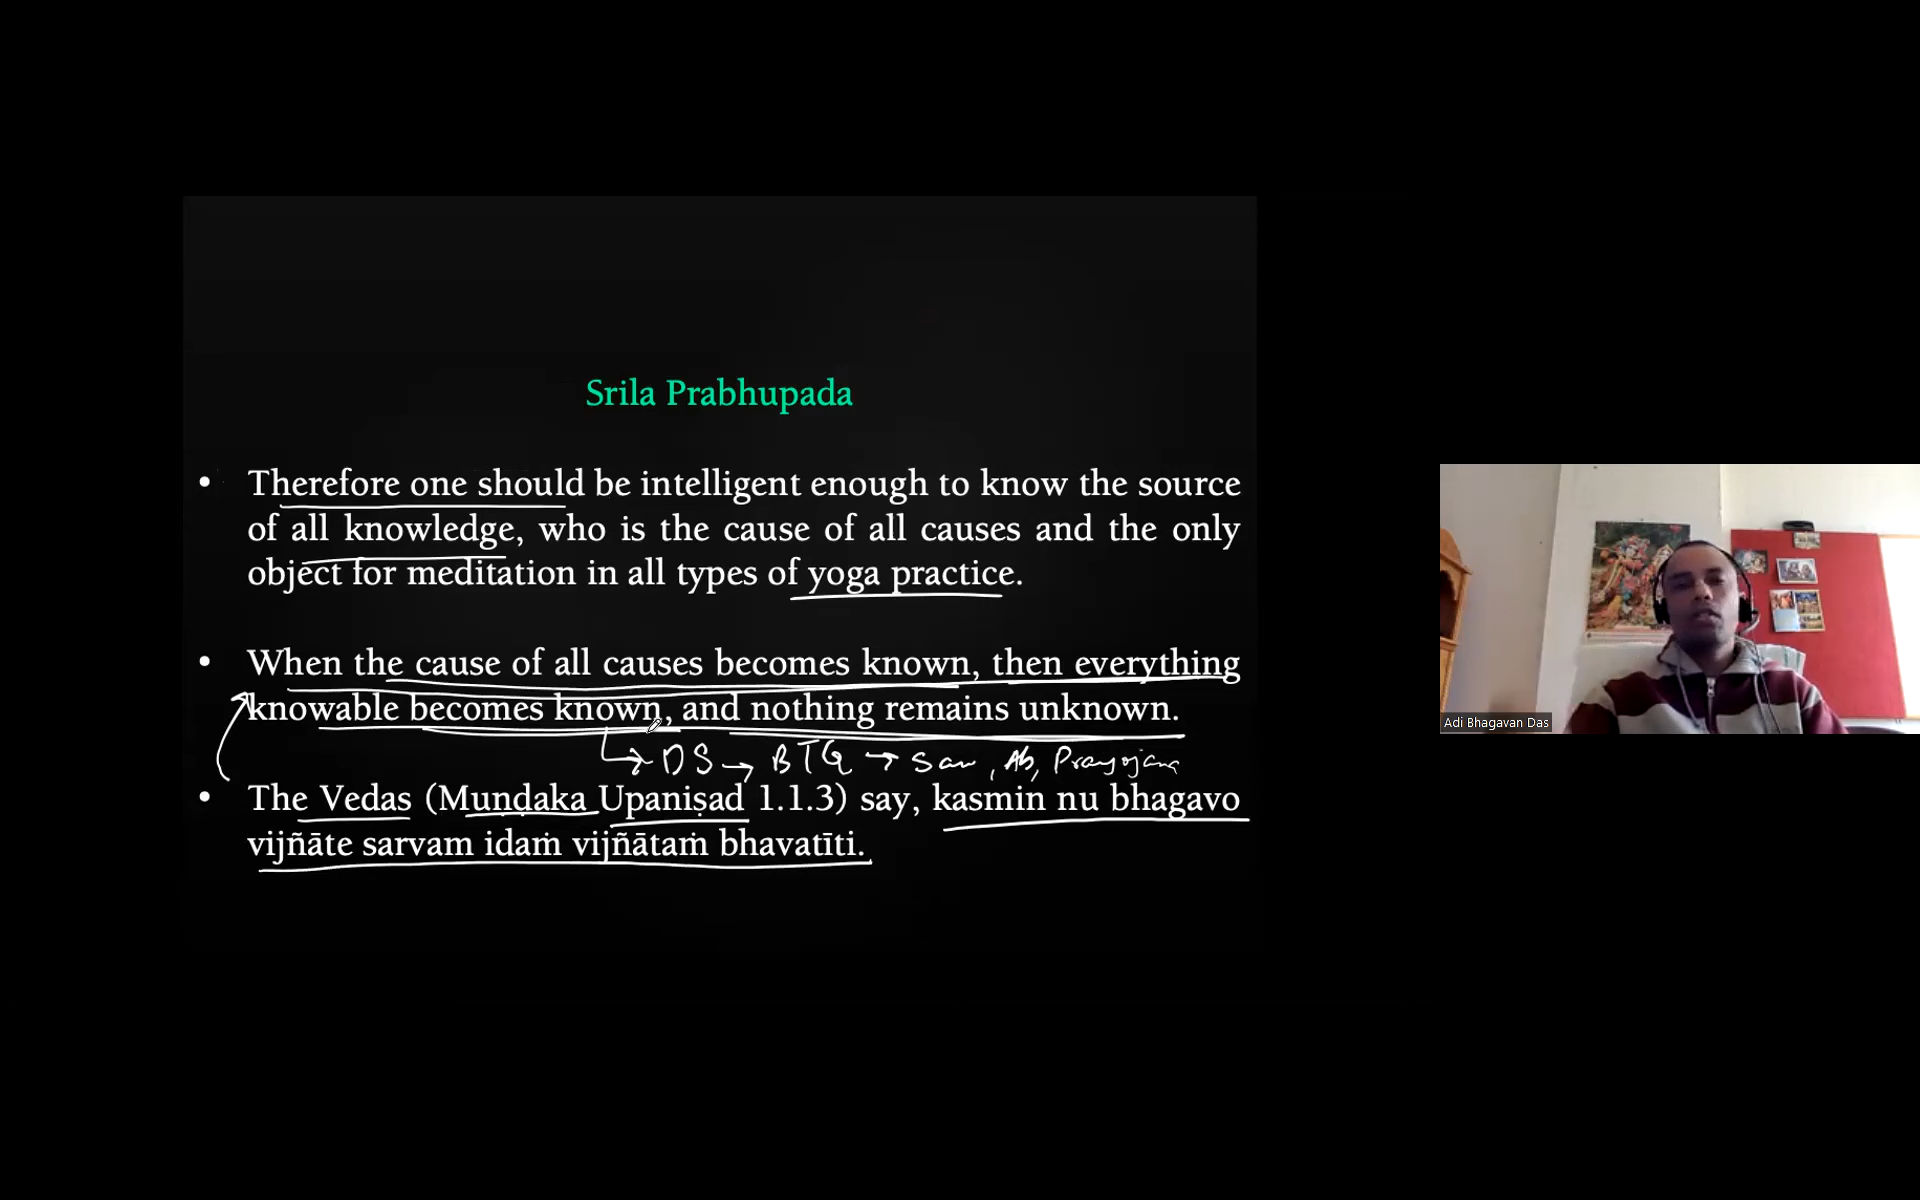 Srila Prabhupada
• Therefore one should be intelligent enough to know the source
of all knowledge, who is the cause of all causes and the only
object for meditation in all types of yoga practice.
• When the cause of all causes becomes known, then everything
knowable becomes known, and nothing remains unknown.
→ DS → BTG → Sam, Ab, Prayojana
• The Vedas (Muṇḍaka Upaniṣad 1.1.3) say, kasmin nu bhagavo
vijñāte sarvam idaṁ vijñātaṁ bhavatīti.
Adi Bhagavan Das